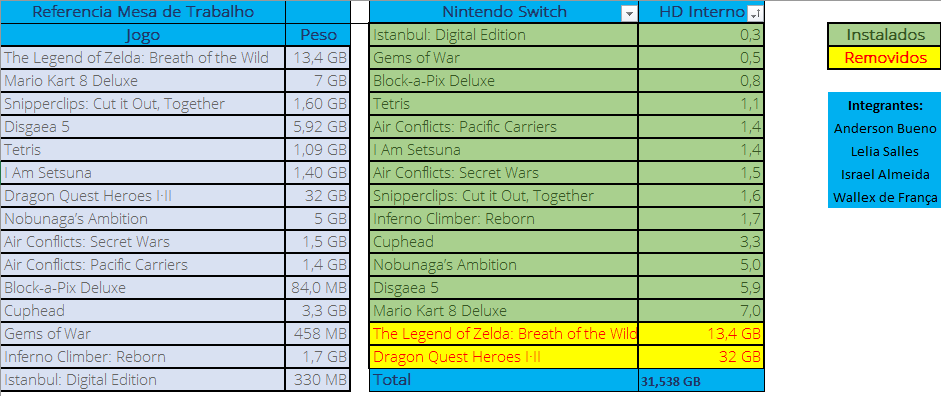 Referencia Mesa de Trabalho
Jogo Peso
The Legend of Zelda: Breath of the Wild 13,4 GB
Mario Kart 8 Deluxe 7 GB
Snipperclips: Cut it Out, Together 1,60 GB
Disgaea 5 5,92 GB
Tetris 1,09 GB
I Am Setsuna 1,40 GB
Dragon Quest Heroes I·II 32 GB
Nobunaga’s Ambition 5 GB
Air Conflicts: Secret Wars 1,5 GB
Air Conflicts: Pacific Carriers 1,4 GB
Block-a-Pix Deluxe 84,0 MB
Cuphead 3,3 GB
Gems of War 458 MB
Inferno Climber: Reborn 1,7 GB
Istanbul: Digital Edition 330 MB
Nintendo Switch HD Interno
Istanbul: Digital Edition 0,3
Gems of War 0,5
Block-a-Pix Deluxe 0,8
Tetris 1,1
Air Conflicts: Pacific Carriers 1,4
I Am Setsuna 1,4
Air Conflicts: Secret Wars 1,5
Snipperclips: Cut it Out, Together 1,6
Inferno Climber: Reborn 1,7
Cuphead 3,3
Nobunaga’s Ambition 5,0
Disgaea 5 5,9
Mario Kart 8 Deluxe 7,0
The Legend of Zelda: Breath of the Wild 13,4 GB
Dragon Quest Heroes I·II 32 GB
Total 31,538 GB
Instalados
Removidos
Integrantes:
Anderson Bueno
Lelia Salles
Israel Almeida
Wallex de França